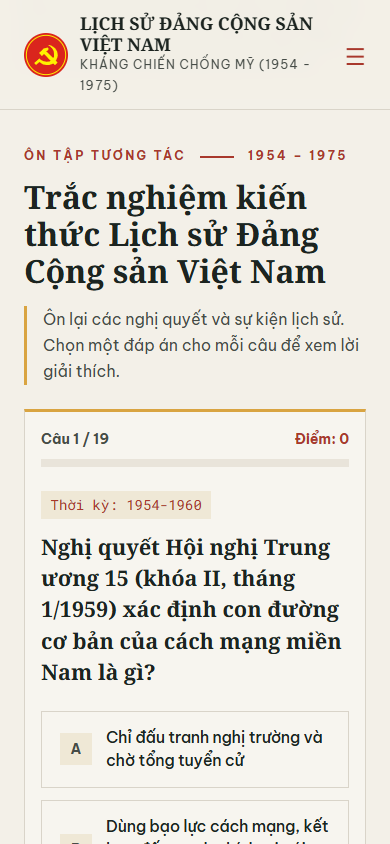 LỊCH SỬ ĐẢNG CỘNG SẢN
VIỆT NAM
KHÁNG CHIẾN CHỐNG MỸ (1954 –
1975)
ÔN TẬP TƯƠNG TÁC
1954 – 1975
Trắc nghiệm kiến
thức Lịch sử Đảng
Cộng sản Việt Nam
Ôn lại các nghị quyết và sự kiện lịch sử.
Chọn một đáp án cho mỗi câu để xem lời
giải thích.
Câu 1 / 19
Điểm: 0
Thời kỳ: 1954-1960
Nghị quyết Hội nghị Trung
ương 15 (khóa II, tháng
1/1959) xác định con đường
cơ bản của cách mạng miền
Nam là gì?
A
Chỉ đấu tranh nghị trường và
chờ tổng tuyển cử
Dùng bạo lực cách mạng, kết